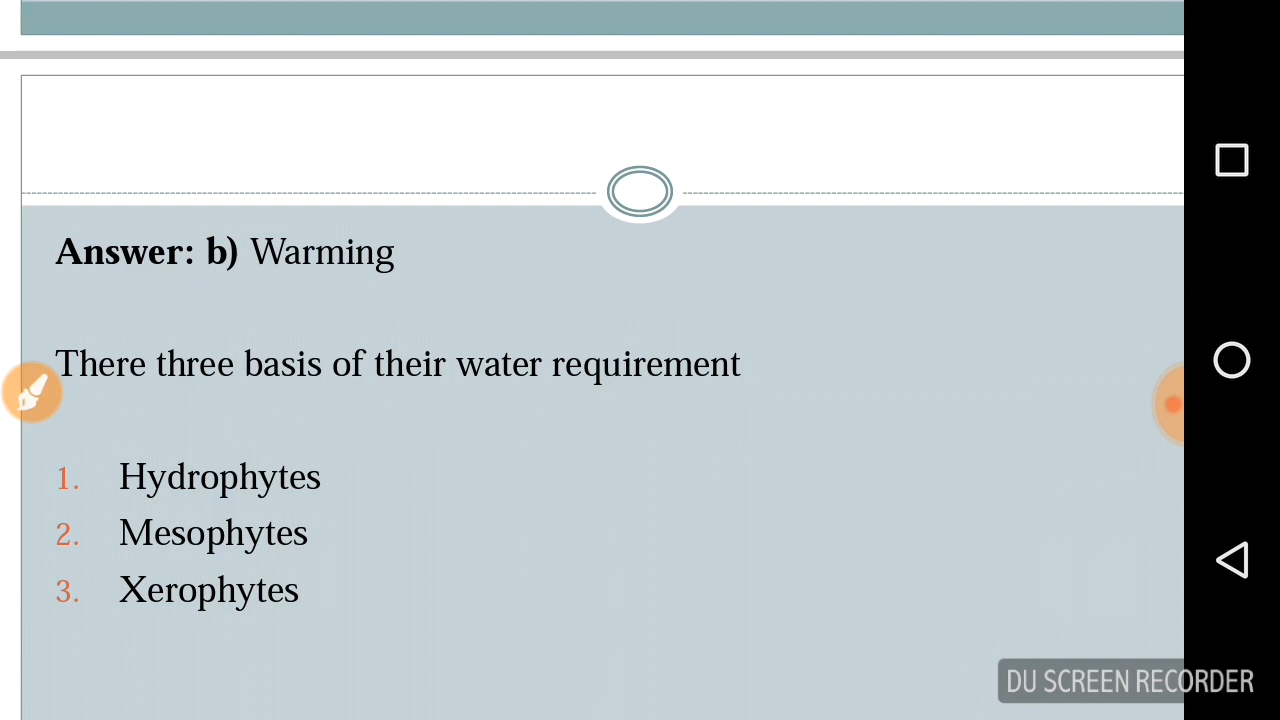 Answer: b) Warming
There three basis of their water requirement
1. Hydrophytes
2. Mesophytes
3. Xerophytes
DU SCREEN RECORDER